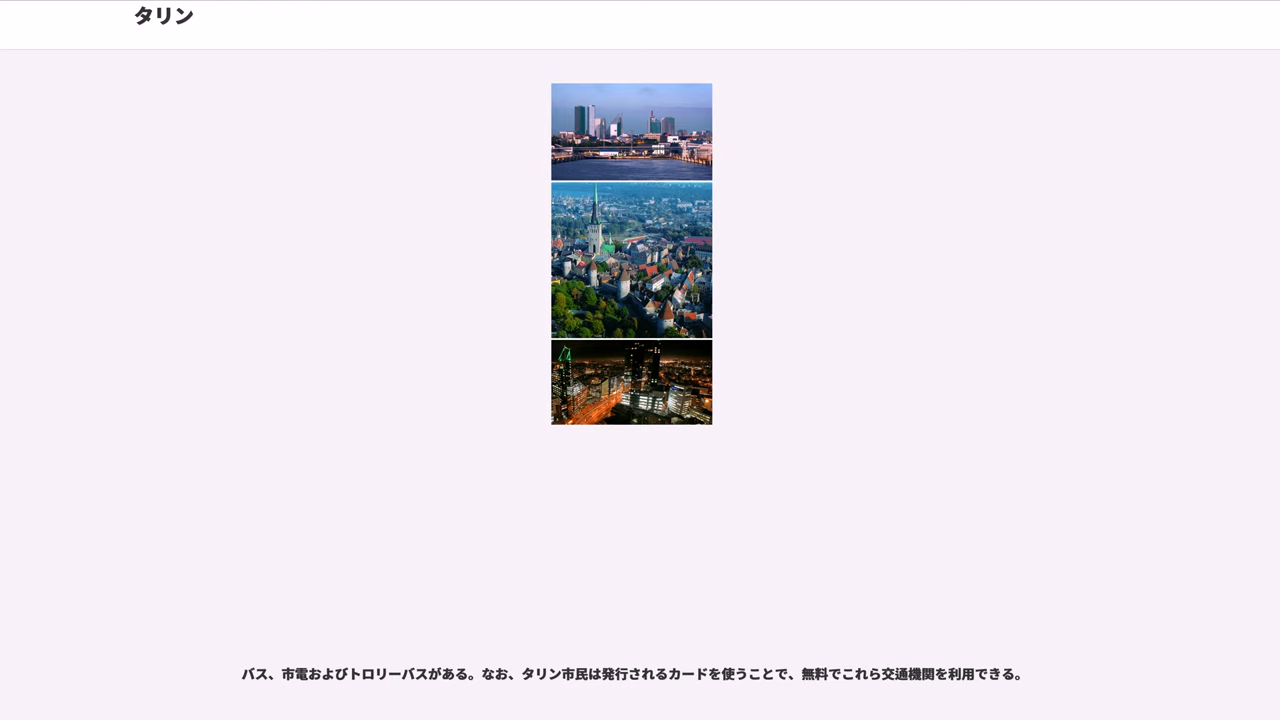 タリン
バス、市電およびトロリーバスがある。なお、タリン市民は発行されるカードを使うことで、無料でこれら交通機関を利用できる。